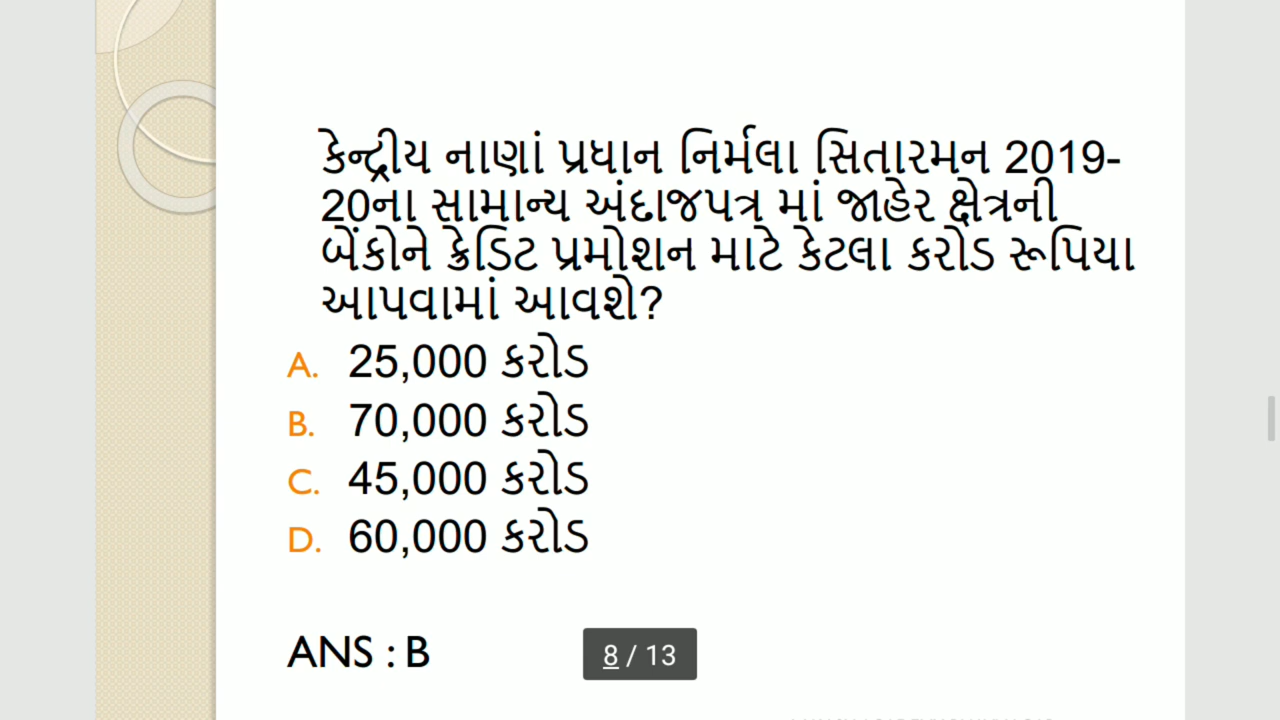 કેન્દ્રીય નાણાં પ્રધાન નિર્મલા સિતારમન 2019-
20ના સામાન્ય અંદાજપત્ર માં જાહેર ક્ષેત્રની
બેંકોને ક્રેડિટ પ્રમોશન માટે કેટલા કરોડ રૂપિયા
આપવામાં આવશે?
A. 25,000 કરોડ
B. 70,000 કરોડ
C. 45,000 કરોડ
D. 60,000 કરોડ
ANS : B
8 / 13